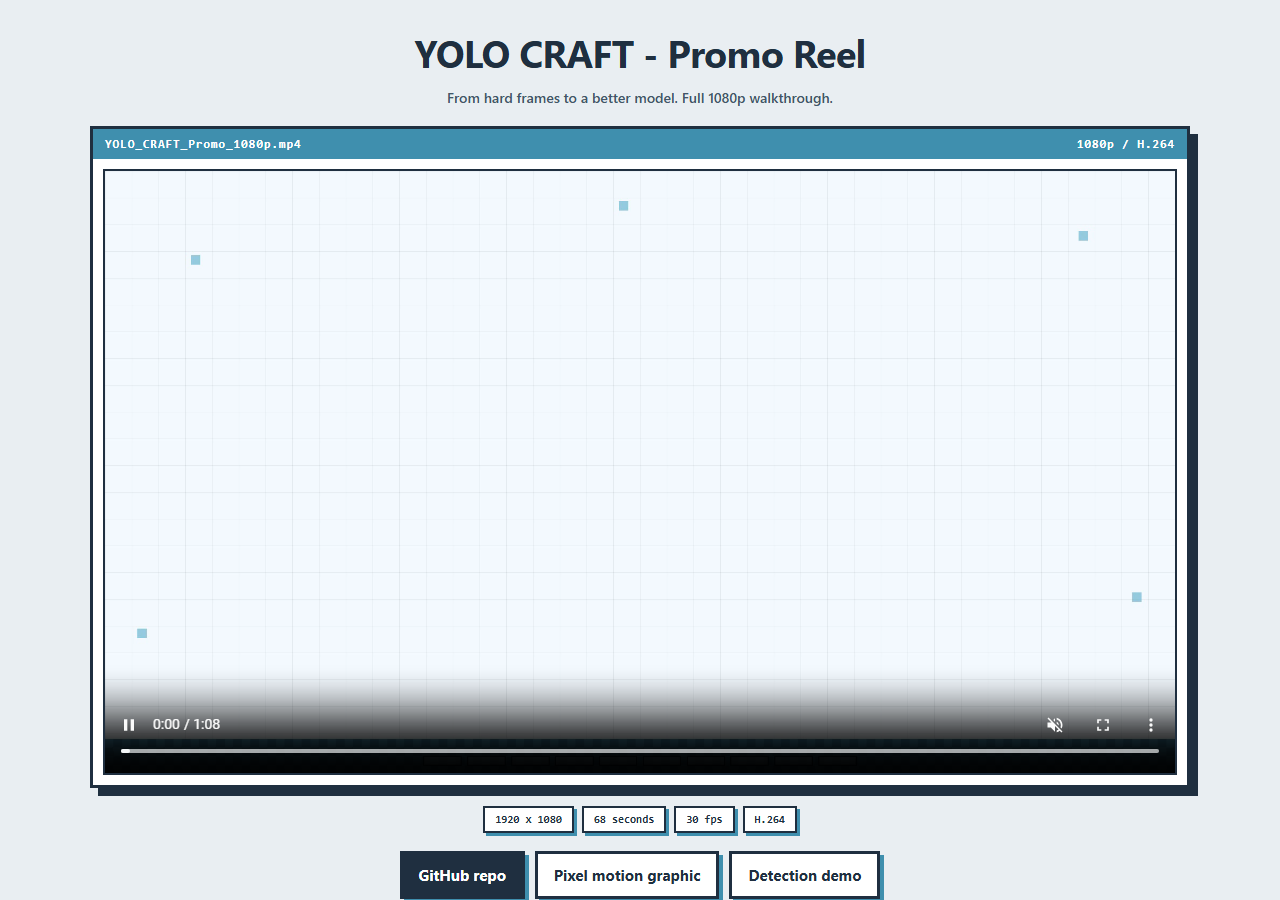 YOLO CRAFT - Promo Reel
From hard frames to a better model. Full 1080p walkthrough.
YOLO_CRAFT_Promo_1080p.mp4
1080p / H.264
0:00 / 1:08
1920 x 1080
68 seconds
30 fps
H.264
GitHub repo
Pixel motion graphic
Detection demo